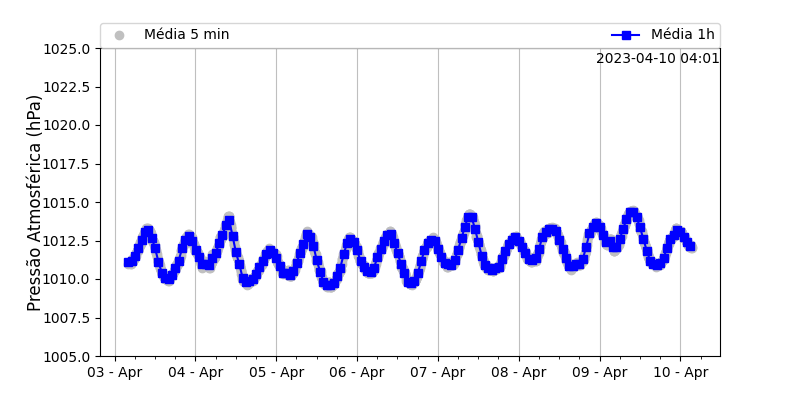 Média 5 min
Média 1h
2023-04-10 04:01
Pressão Atmosférica (hPa)
1025.0
1022.5
1020.0
1017.5
1015.0
1012.5
1010.0
1007.5
1005.0
03 - Apr
04 - Apr
05 - Apr
06 - Apr
07 - Apr
08 - Apr
09 - Apr
10 - Apr